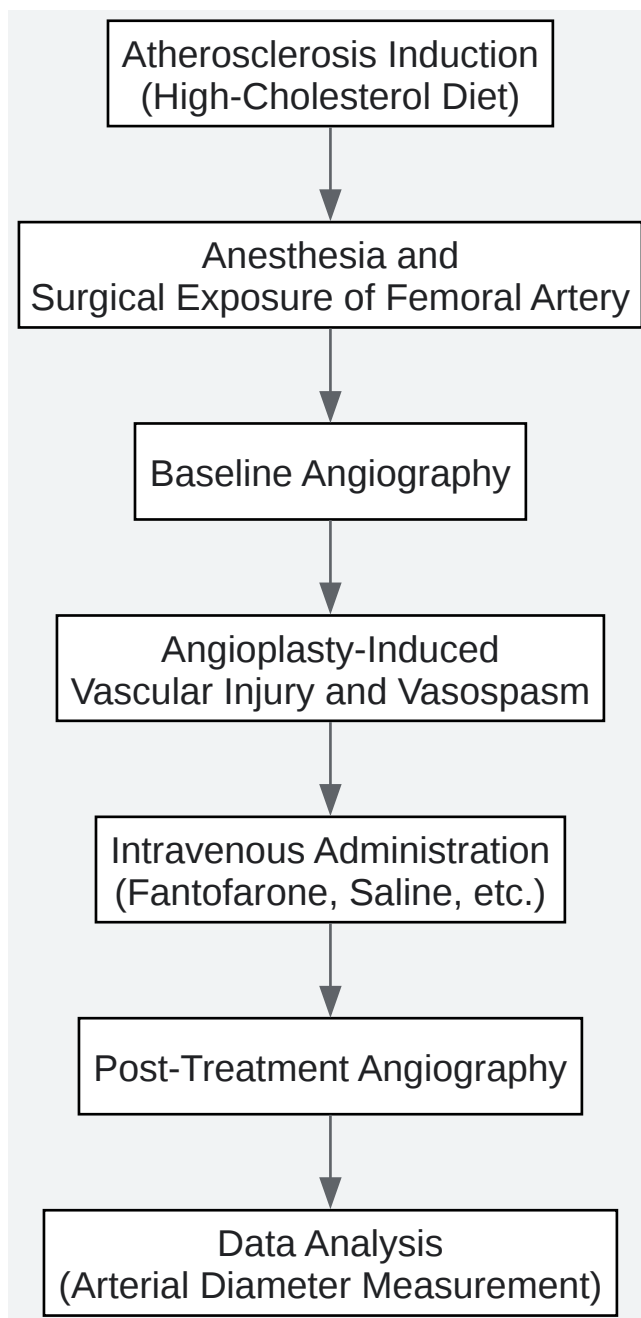 Atherosclerosis Induction
(High-Cholesterol Diet)
Anesthesia and
Surgical Exposure of Femoral Artery
Baseline Angiography
Angioplasty-Induced
Vascular Injury and Vasospasm
Intravenous Administration
(Fantofarone, Saline, etc.)
Post-Treatment Angiography
Data Analysis
(Arterial Diameter Measurement)